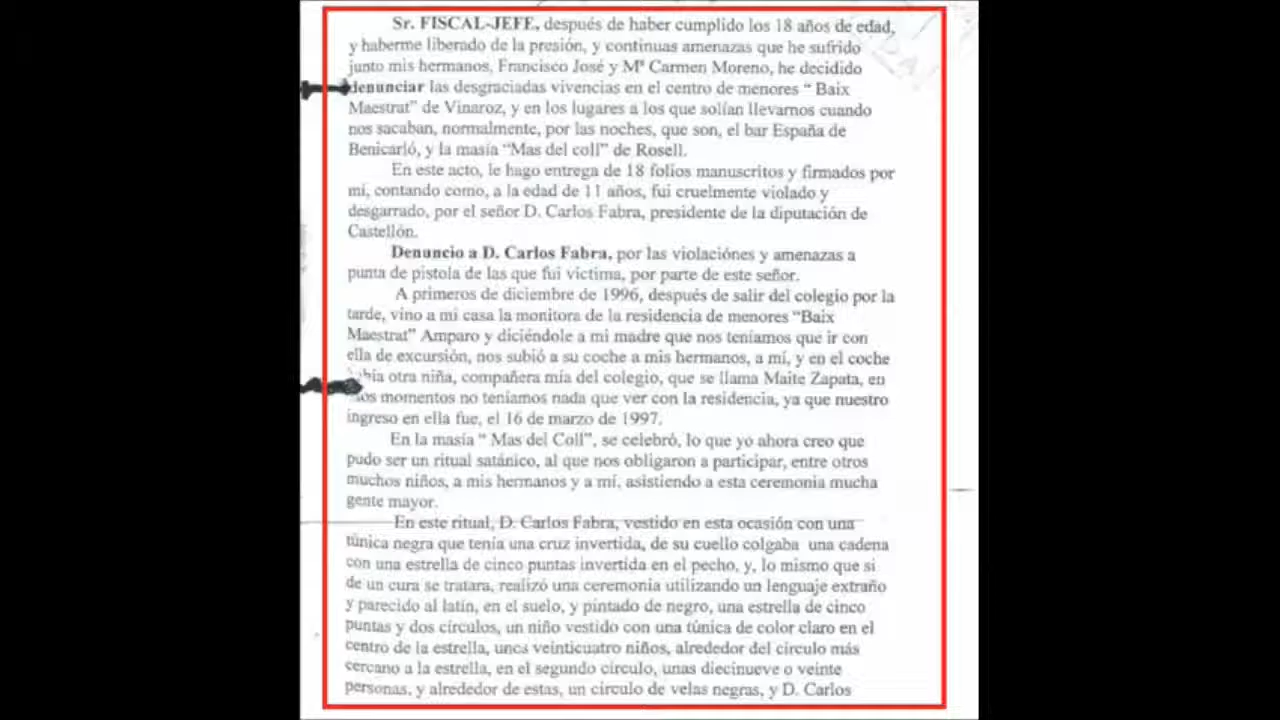 Sr. FISCAL-JEFE, después de haber cumplido los 18 años de edad,
y haberme liberado de la presión, y continuas amenazas que he sufrido
junto mis hermanos, Francisco José y Mª Carmen Moreno, he decidido
denunciar las desgraciadas vivencias en el centro de menores “ Baix
Maestrat” de Vinaroz, y en los lugares a los que solían llevarnos cuando
nos sacaban, normalmente, por las noches, que son, el bar España de
Benicarló, y la masía “Mas del coll” de Rosell.
En este acto, le hago entrega de 18 folios manuscritos y firmados por
mí, contando como, a la edad de 11 años, fui cruelmente violado y
desgarrado, por el señor D. Carlos Fabra, presidente de la diputación de
Castellón.
Denuncio a D. Carlos Fabra, por las violaciónes y amenazas a
punta de pistola de las que fui victima, por parte de este señor.
A primeros de diciembre de 1996, después de salir del colegio por la
tarde, vino a mi casa la monitora de la residencia de menores “Baix
Maestrat” Amparo y diciéndole a mi madre que nos teníamos que ir con
ella de excursión, nos subió a su coche a mis hermanos, a mí, y en el coche
había otra niña, compañera mía del colegio, que se llama Maite Zapata, en
momentos no teníamos nada que ver con la residencia, ya que nuestro
ingreso en ella fue, el 16 de marzo de 1997.
En la masía “ Mas del Coll”, se celebró, lo que yo ahora creo que
pudo ser un ritual satánico, al que nos obligaron a participar, entre otros
muchos niños, a mis hermanos y a mí, asistiendo a esta ceremonia mucha
gente mayor.
En este ritual, D. Carlos Fabra, vestido en esta ocasión con una
túnica negra que tenía una cruz invertida, de su cuello colgaba una cadena
con una estrella de cinco puntas invertida en el pecho, y, lo mismo que si
de un cura se tratara, realizó una ceremonia utilizando un lenguaje extraño
y parecido al latín, en el suelo, y pintado de negro, una estrella de cinco
puntas y dos círculos, un niño vestido con una túnica de color claro en el
centro de la estrella, unos veinticuatro niños, alrededor del circulo más
cercano a la estrella, en el segundo círculo, unas diecinueve o veinte
personas, y alrededor de estas, un círculo de velas negras, y D. Carlos